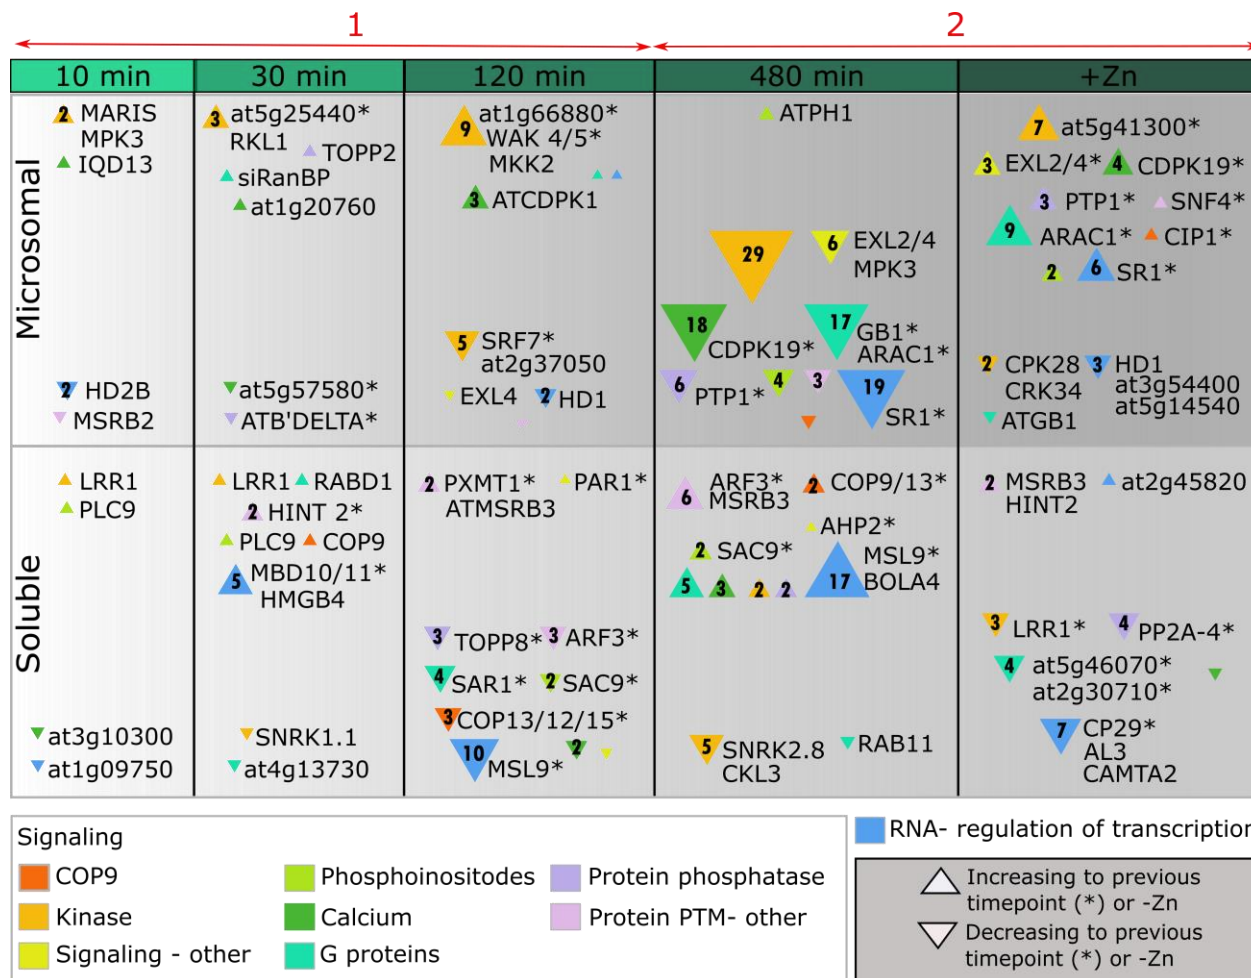 1 2
10 min 30 min 120 min 480 min +Zn
Microsomal
2 MARIS
MPK3
IQD13
2 HD2B
MSRB2
3 at5g25440*
RKL1
TOPP2
siRanBP
at1g20760
at5g57580*
ATB'DELTA*
9 at1g66880*
WAK 4/5*
MKK2
3 ATCDPK1
5 SRF7*
at2g37050
EXL4 2 HD1
ATPH1
29 6 EXL2/4
MPK3
18 CDPK19*
17 GB1*
ARAC1*
6 PTP1* 4 3 19 SR1*
7 at5g41300*
3 EXL2/4* 4 CDPK19*
3 PTP1* SNF4*
9 ARAC1* CIP1*
2 6 SR1*
2 CPK28
CRK34
3 HD1
at3g54400
at5g14540
ATGB1
Soluble
LRR1
PLC9
at3g10300
at1g09750
LRR1 RABD1
2 HINT 2*
PLC9 COP9
5 MBD10/11*
HMGB4
SNRK1.1
at4g13730
2 PXMT1*
ATMSRB3
PAR1*
3 TOPP8* 3 ARF3*
4 SAR1* 2 SAC9*
3 COP13/12/15*
10 MSL9* 2
6 ARF3*
MSRB3
2 COP9/13*
AHP2*
2 SAC9*
5 3 2 2 17 MSL9*
BOLA4
5 SNRK2.8
CKL3
RAB11
2 MSRB3
HINT2
at2g45820
3 LRR1* 4 PP2A-4*
4 at5g46070*
at2g30710*
7 CP29*
AL3
CAMTA2
Signaling
COP9
Kinase
Signaling - other
Phosphoinositodes
Calcium
G proteins
Protein phosphatase
Protein PTM- other
RNA- regulation of transcription
Increasing to previous
timepoint (*) or -Zn
Decreasing to previous
timepoint (*) or -Zn